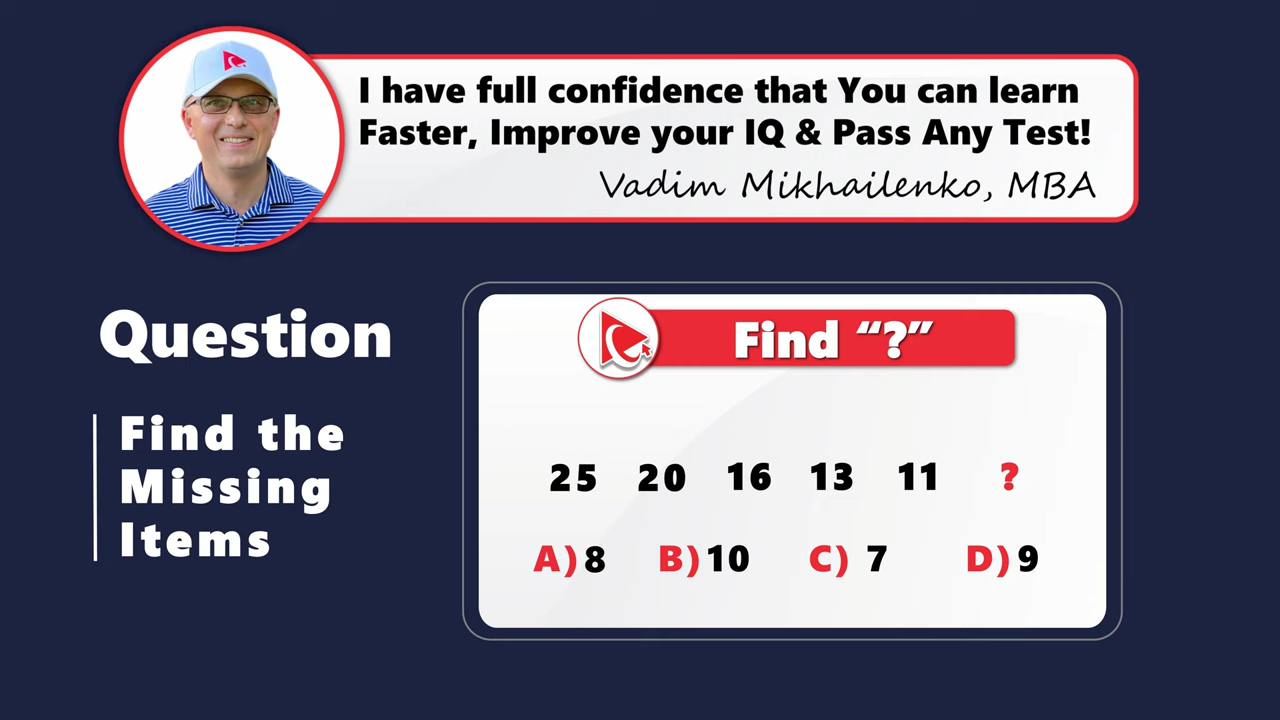 I have full confidence that You can learn
Faster, Improve your IQ & Pass Any Test!
Vadim Mikhailenko, MBA
Question
Find the
Missing
Items
Find “?”
25 20 16 13 11 ?
A) 8 B) 10 C) 7 D) 9